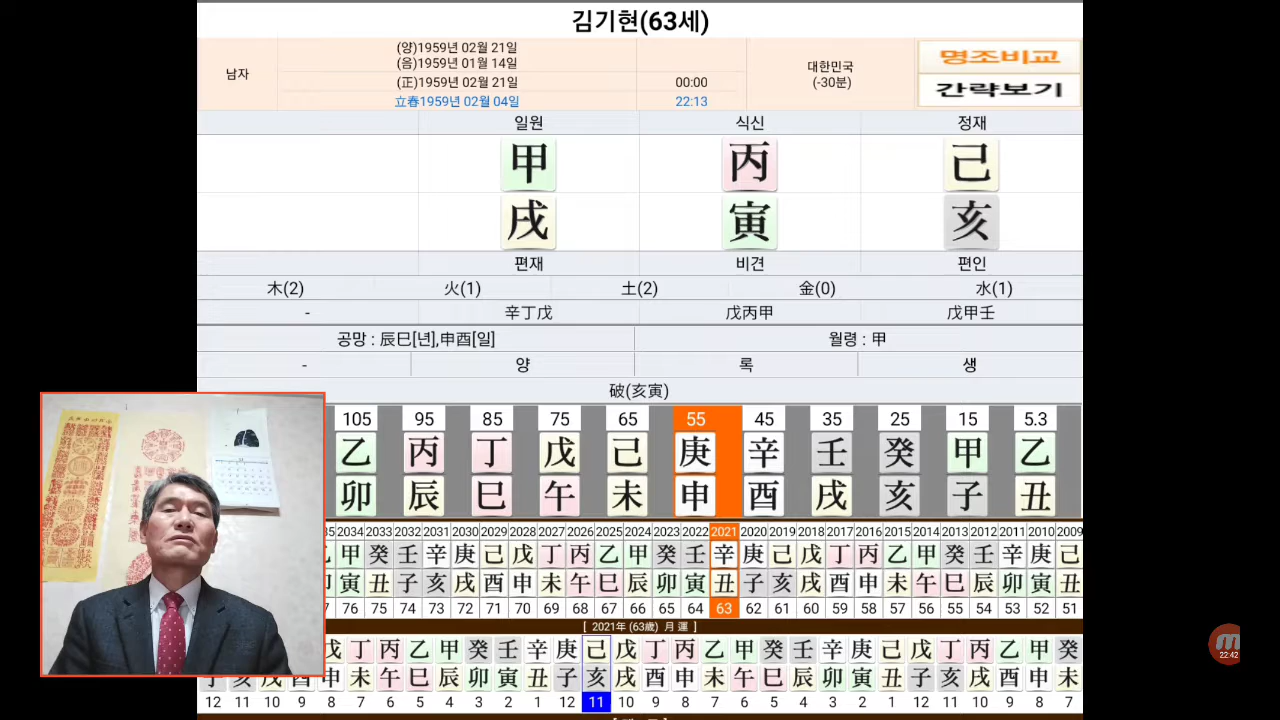 김기현(63세)
남자
(양)1959년 02월 21일
(음)1959년 01월 14일
(正)1959년 02월 21일 00:00
立春1959년 02월 04일 22:13
대한민국
(-30분)
명조비교
간략보기
일원 식신 정재
甲 丙 己
戌 寅 亥
편재 비견 편인
木(2) 火(1) 土(2) 金(0) 水(1)
- 辛丁戊 戊丙甲 戊甲壬
공망 : 辰巳[년],申酉[일] 월령 : 甲
- 양 록 생
破(亥寅)
105 95 85 75 65 55 45 35 25 15 5.3
乙 丙 丁 戊 己 庚 辛 壬 癸 甲 乙
卯 辰 巳 午 未 申 酉 戌 亥 子 丑
2034 2033 2032 2031 2030 2029 2028 2027 2026 2025 2024 2023 2022 2021 2020 2019 2018 2017 2016 2015 2014 2013 2012 2011 2010 2009
甲 癸 壬 辛 庚 己 戊 丁 丙 乙 甲 癸 壬 辛 庚 己 戊 丁 丙 乙 甲 癸 壬 辛 庚 己
寅 丑 子 亥 戌 酉 申 未 午 巳 辰 卯 寅 丑 子 亥 戌 酉 申 未 午 巳 辰 卯 寅 丑
76 75 74 73 72 71 70 69 68 67 66 65 64 63 62 61 60 59 58 57 56 55 54 53 52 51
[ 2021年 (63歲) 月 運 ]
戊 丁 丙 乙 甲 癸 壬 辛 庚 己 戊 丁 丙 乙 甲 癸 壬 辛 庚 己 戊 丁 丙 乙 甲 癸
亥 戌 酉 申 未 午 巳 辰 卯 寅 丑 子 亥 戌 酉 申 未 午 巳 辰 卯 寅 丑 子 亥 戌 酉 申 未
12 11 10 9 8 7 6 5 4 3 2 1 12 11 10 9 8 7 6 5 4 3 2 1 12 11 10 9 8 7
22:42